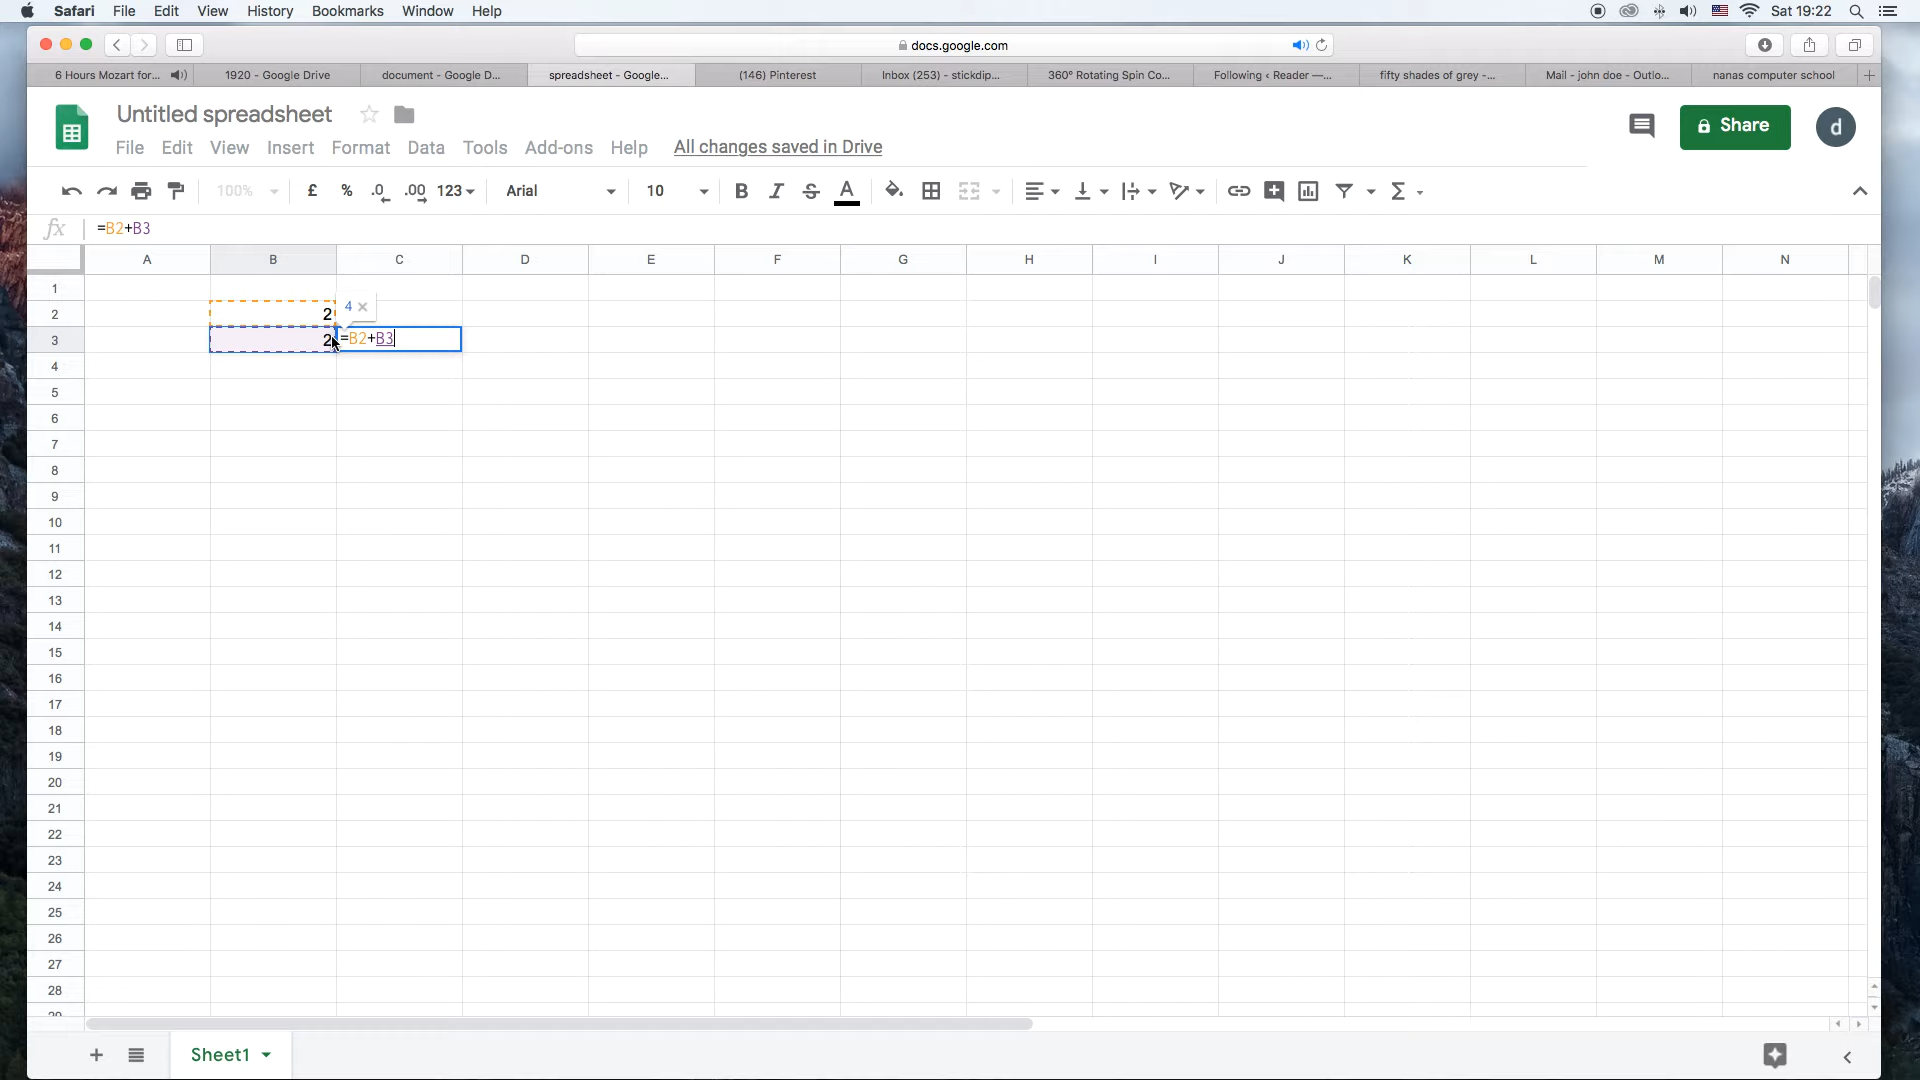 Safari File Edit View History Bookmarks Window Help Sat 19:22
docs.google.com
6 Hours Mozart for... 1920 - Google Drive document - Google D... spreadsheet - Google... (146) Pinterest Inbox (253) - stickdip... 360° Rotating Spin Co... Following ‹ Reader —... fifty shades of grey -... Mail - john doe - Outlo... nanas computer school
Untitled spreadsheet
Share
d
File Edit View Insert Format Data Tools Add-ons Help All changes saved in Drive
100% £ % .0 .00 123 Arial 10 B I S A Σ
fx =B2+B3
A B C D E F G H I J K L M N
1
4 ×
2 2
3 2 =B2+B3
4
5
6
7
8
9
10
11
12
13
14
15
16
17
18
19
20
21
22
23
24
25
26
27
28
29
+ Sheet1